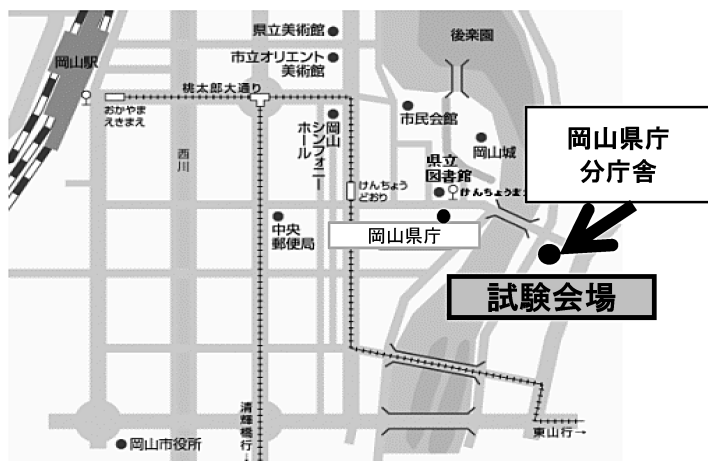 県立美術館
後楽園
市立オリエント
美術館
岡山駅
桃太郎大通り
おかやま
えきまえ
市民会館
岡山
シンフォニー
ホール
岡山城
岡山県庁
分庁舎
西川
県立
図書館
けんちょう
どおり
けんちょうまえ
中央
郵便局
岡山県庁
試験会場
清輝橋行→
東山行→
岡山市役所